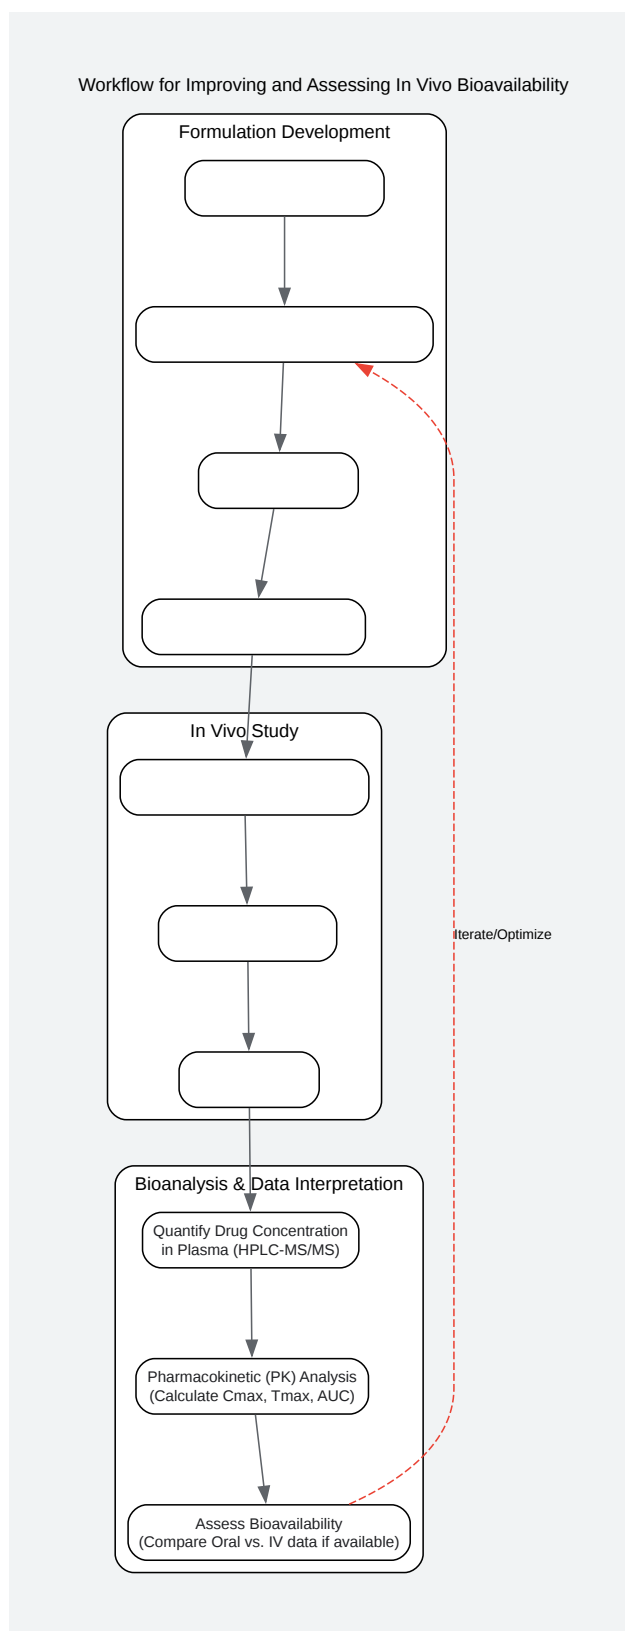 Workflow for Improving and Assessing In Vivo Bioavailability
Formulation Development
In Vivo Study
Iterate/Optimize
Bioanalysis & Data Interpretation
Quantify Drug Concentration
in Plasma (HPLC-MS/MS)
Pharmacokinetic (PK) Analysis
(Calculate Cmax, Tmax, AUC)
Assess Bioavailability
(Compare Oral vs. IV data if available)